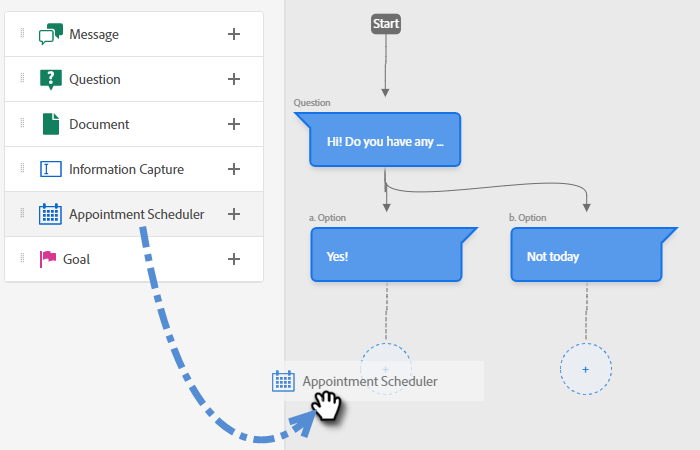 Message
Question
Document
Information Capture
Appointment Scheduler
Goal
Start
Question
Hi! Do you have any ...
a. Option
b. Option
Yes!
Not today
Appointment Scheduler